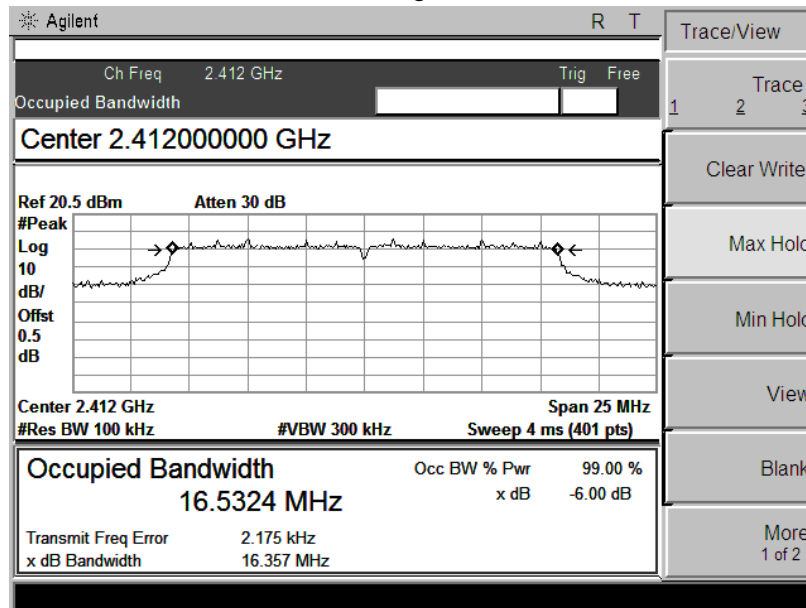 Agilent R T
Trace/View
Ch Freq 2.412 GHz Trig Free
Occupied Bandwidth
Trace
1 2 3
Center 2.412000000 GHz
Clear Write
Ref 20.5 dBm Atten 30 dB
#Peak
Log
10
dB/
Offst
0.5
dB
Max Hold
Min Hold
Center 2.412 GHz Span 25 MHz
#Res BW 100 kHz #VBW 300 kHz Sweep 4 ms (401 pts)
View
Occupied Bandwidth
16.5324 MHz
Occ BW % Pwr 99.00 %
x dB -6.00 dB
Transmit Freq Error 2.175 kHz
x dB Bandwidth 16.357 MHz
Blank
More
1 of 2